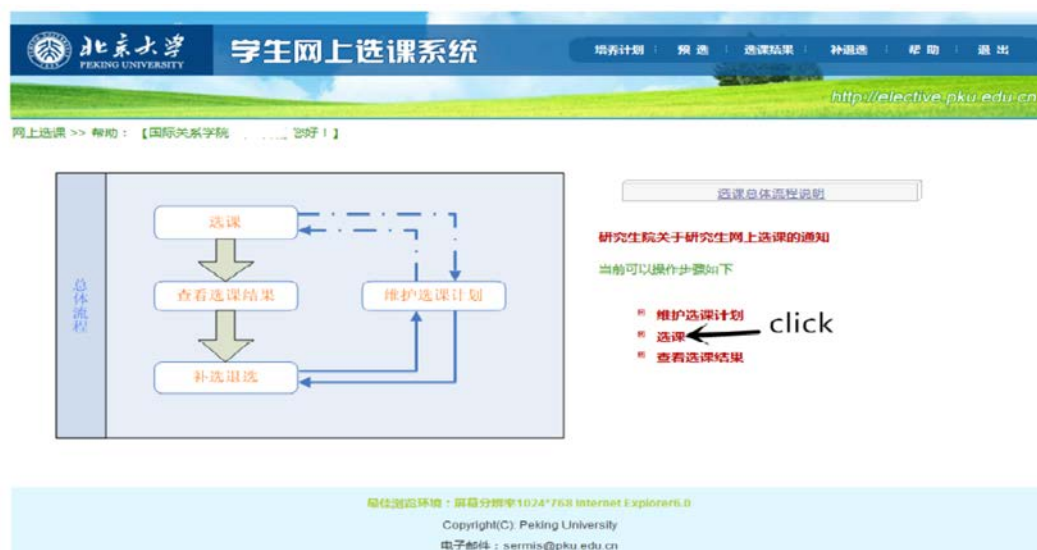 北京大学
PEKING UNIVERSITY
学生网上选课系统
培养计划 预选 选课结果 补退选 帮助 退出
http://elective.pku.edu.cn
网上选课 >> 帮助：【国际关系学院 您好！】
选课总体流程说明
选课
研究生院关于研究生网上选课的通知
当前可以操作步骤如下
总体流程
查看选课结果
维护选课计划
维护选课计划
选课
click
查看选课结果
补选退选
最佳浏览环境：屏幕分辨率1024*768 Internet Explorer6.0
Copyright(C): Peking University
电子邮件：sermis@pku.edu.cn